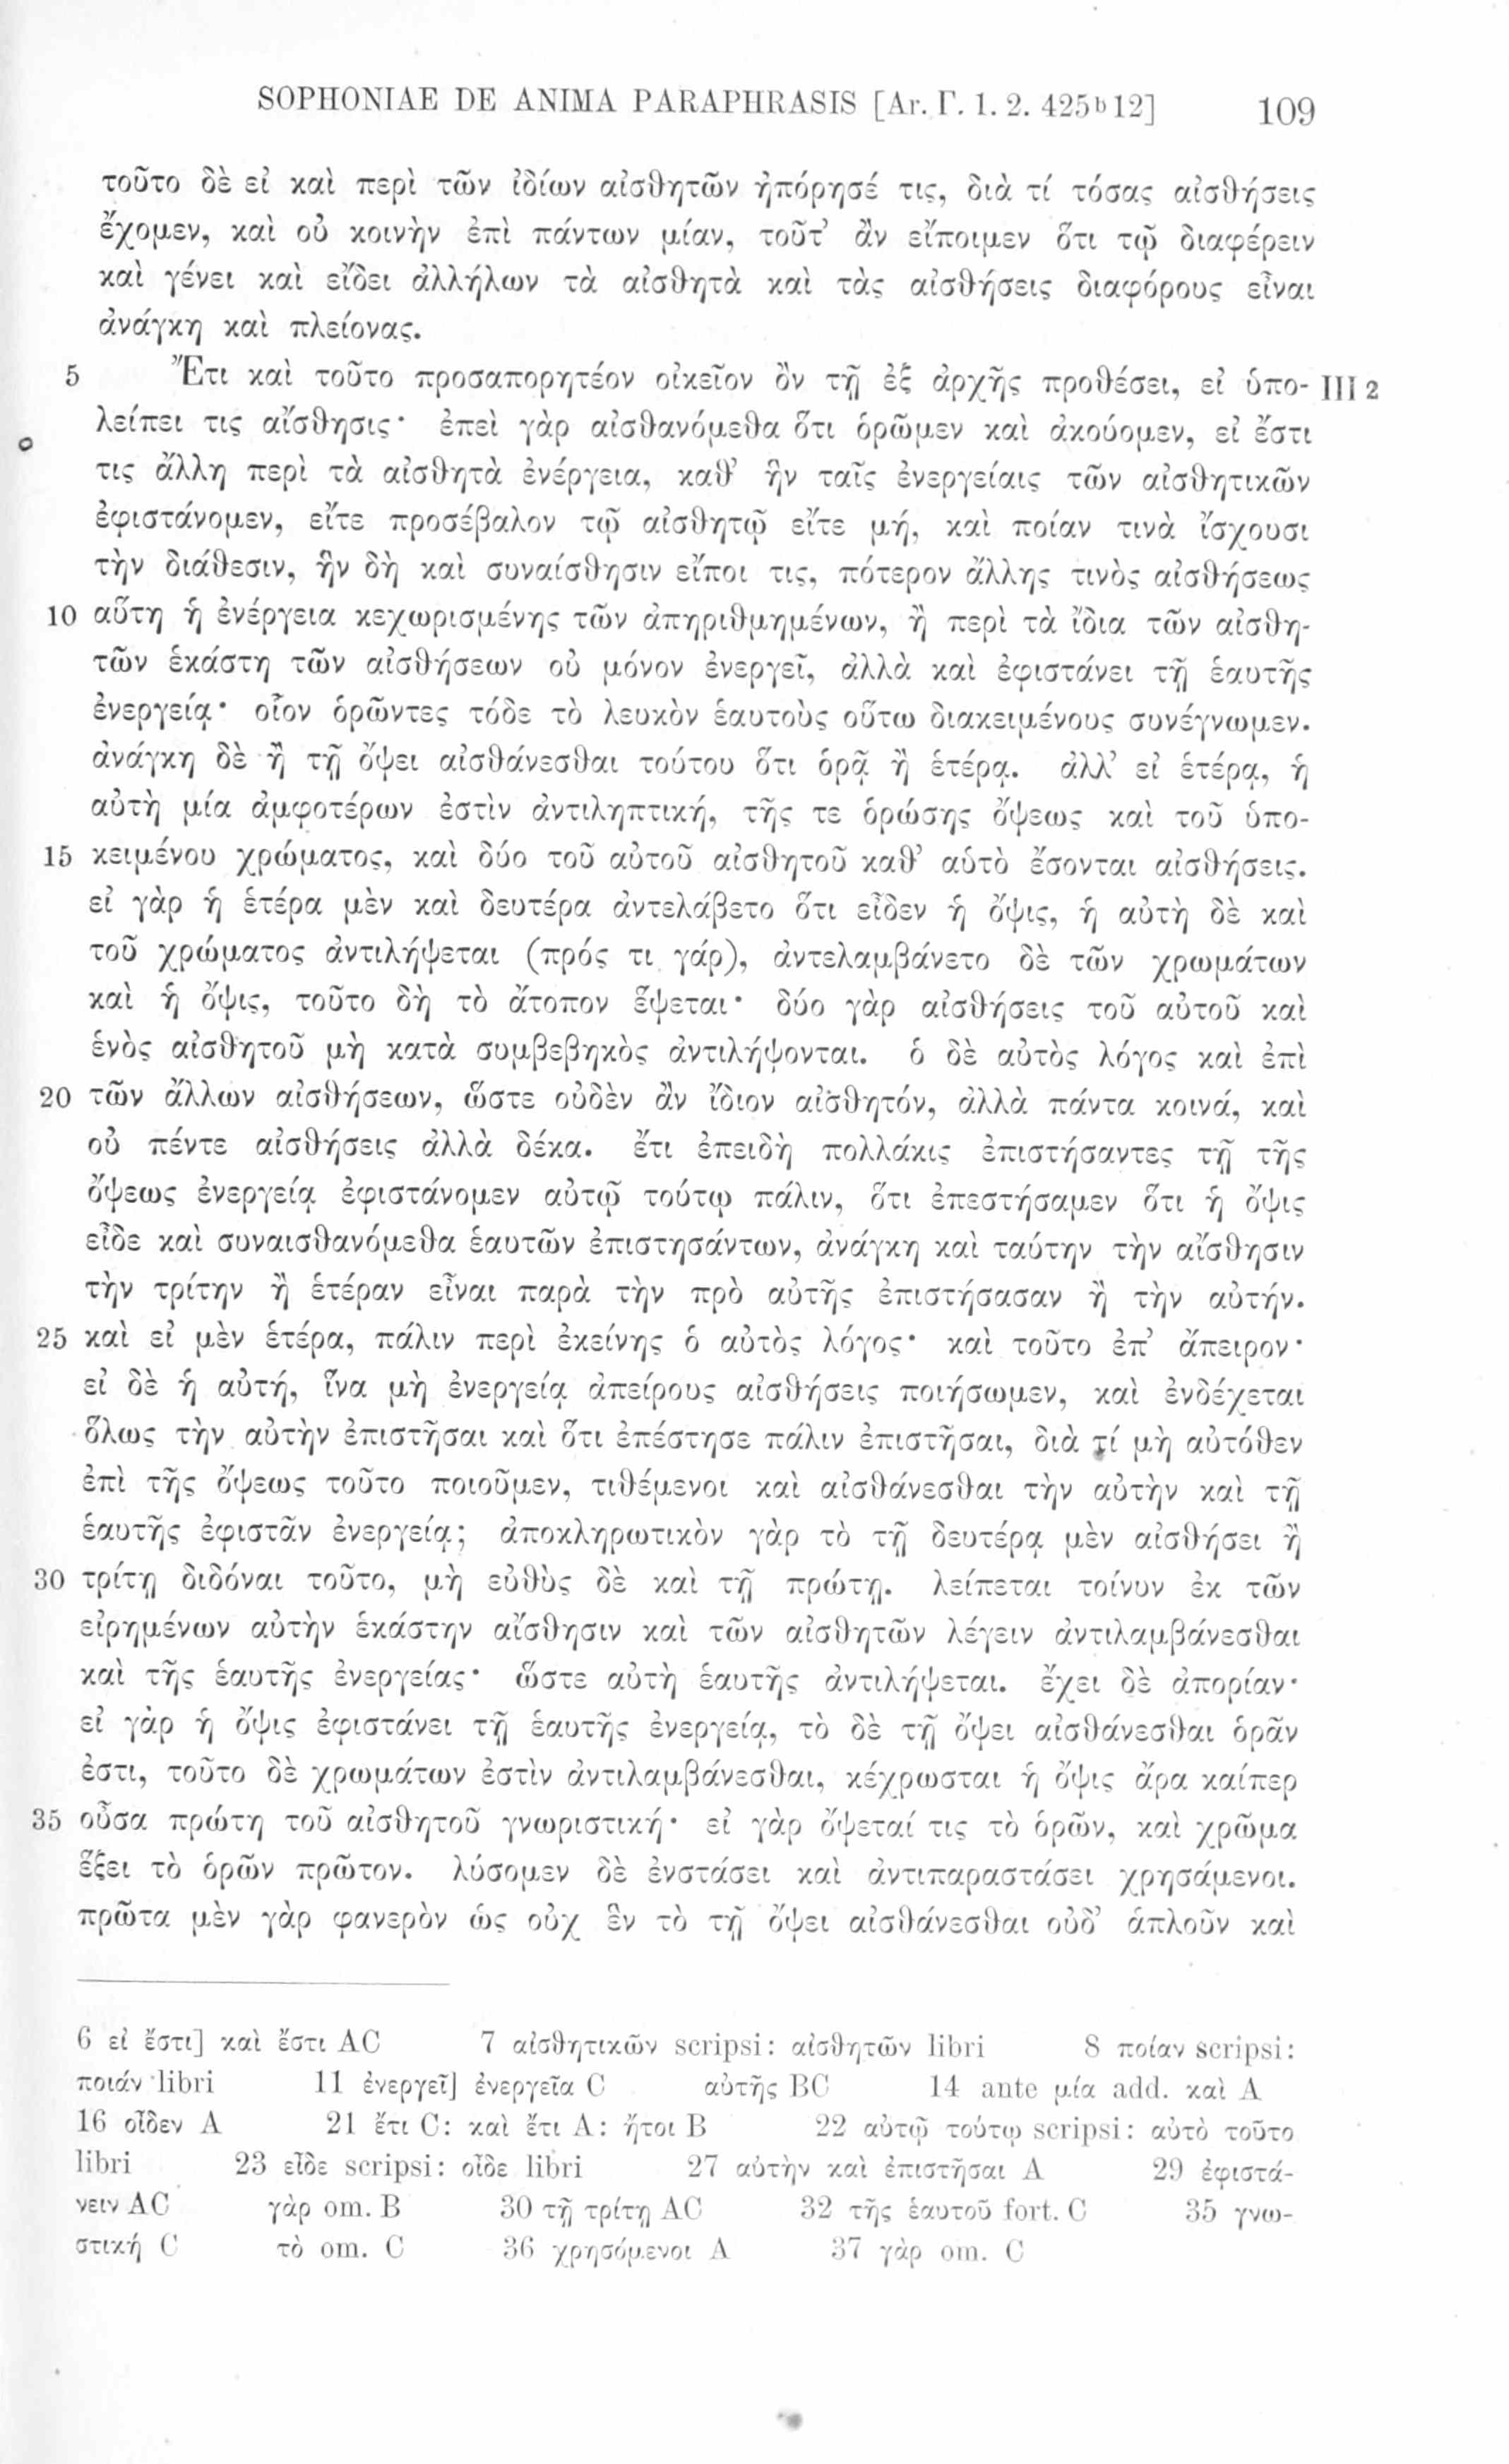 SOPHONIAE DE ANIMA PARAPHRASIS [Ar. Γ. 1. 2. 425ᵇ12] 109
τοῦτο δὲ εἰ καὶ περὶ τῶν ἰδίων αἰσθητῶν ἠπόρησέ τις, διὰ τί τόσας αἰσθήσεις
ἔχομεν, καὶ οὐ κοινὴν ἐπὶ πάντων μίαν, τοῦτ’ ἂν εἴποιμεν ὅτι τῷ διαφέρειν
καὶ γένει καὶ εἴδει ἀλλήλων τὰ αἰσθητὰ καὶ τὰς αἰσθήσεις διαφόρους εἶναι
ἀνάγκη καὶ πλείονας.
5 Ἔτι καὶ τοῦτο προσαπορητέον οἰκεῖον ὂν τῇ ἐξ ἀρχῆς προθέσει, εἰ ὑπο- III 2
λείπει τις αἴσθησις· ἐπεὶ γὰρ αἰσθανόμεθα ὅτι ὁρῶμεν καὶ ἀκούομεν, εἰ ἔστι
τις ἄλλη περὶ τὰ αἰσθητὰ ἐνέργεια, καθ’ ἣν ταῖς ἐνεργείαις τῶν αἰσθητικῶν
ἐφιστάνομεν, εἴτε προσέβαλον τῷ αἰσθητῷ εἴτε μή, καὶ ποίαν τινὰ ἴσχουσι
τὴν διάθεσιν, ἣν δὴ καὶ συναίσθησιν εἴποι τις, πότερον ἄλλης τινὸς αἰσθήσεως
10 αὕτη ἡ ἐνέργεια κεχωρισμένης τῶν ἀπηριθμημένων, ἢ περὶ τὰ ἴδια τῶν αἰσθη-
τῶν ἑκάστη τῶν αἰσθήσεων οὐ μόνον ἐνεργεῖ, ἀλλὰ καὶ ἐφιστάνει τῇ ἑαυτῆς
ἐνεργείᾳ· οἷον ὁρῶντες τόδε τὸ λευκὸν ἑαυτοὺς οὕτω διακειμένους συνέγνωμεν.
ἀνάγκη δὲ ἢ τῇ ὄψει αἰσθάνεσθαι τούτου ὅτι ὁρᾷ ἢ ἑτέρᾳ. ἀλλ’ εἰ ἑτέρᾳ, ἡ
αὐτὴ μία ἀμφοτέρων ἐστὶν ἀντιληπτική, τῆς τε ὁρώσης ὄψεως καὶ τοῦ ὑπο-
15 κειμένου χρώματος, καὶ δύο τοῦ αὐτοῦ αἰσθητοῦ καθ’ αὑτὸ ἔσονται αἰσθήσεις.
εἰ γὰρ ἡ ἑτέρα μὲν καὶ δευτέρα ἀντελάβετο ὅτι εἶδεν ἡ ὄψις, ἡ αὐτὴ δὲ καὶ
τοῦ χρώματος ἀντιλήψεται (πρός τι γάρ), ἀντελαμβάνετο δὲ τῶν χρωμάτων
καὶ ἡ ὄψις, τοῦτο δὴ τὸ ἄτοπον ἕψεται· δύο γὰρ αἰσθήσεις τοῦ αὐτοῦ καὶ
ἑνὸς αἰσθητοῦ μὴ κατὰ συμβεβηκὸς ἀντιλήψονται. ὁ δὲ αὐτὸς λόγος καὶ ἐπὶ
20 τῶν ἄλλων αἰσθήσεων, ὥστε οὐδὲν ἂν ἴδιον αἰσθητόν, ἀλλὰ πάντα κοινά, καὶ
οὐ πέντε αἰσθήσεις ἀλλὰ δέκα. ἔτι ἐπειδὴ πολλάκις ἐπιστήσαντες τῇ τῆς
ὄψεως ἐνεργείᾳ ἐφιστάνομεν αὐτῷ τούτῳ πάλιν, ὅτι ἐπεστήσαμεν ὅτι ἡ ὄψις
εἶδε καὶ συναισθανόμεθα ἑαυτῶν ἐπιστησάντων, ἀνάγκη καὶ ταύτην τὴν αἴσθησιν
τὴν τρίτην ἢ ἑτέραν εἶναι παρὰ τὴν πρὸ αὐτῆς ἐπιστήσασαν ἢ τὴν αὐτήν.
25 καὶ εἰ μὲν ἑτέρα, πάλιν περὶ ἐκείνης ὁ αὐτὸς λόγος· καὶ τοῦτο ἐπ’ ἄπειρον·
εἰ δὲ ἡ αὐτή, ἵνα μὴ ἐνεργείᾳ ἀπείρους αἰσθήσεις ποιήσωμεν, καὶ ἐνδέχεται
ὅλως τὴν αὐτὴν ἐπιστῆσαι καὶ ὅτι ἐπέστησε πάλιν ἐπιστῆσαι, διὰ τί μὴ αὐτόθεν
ἐπὶ τῆς ὄψεως τοῦτο ποιοῦμεν, τιθέμενοι καὶ αἰσθάνεσθαι τὴν αὐτὴν καὶ τῇ
ἑαυτῆς ἐφιστᾶν ἐνεργείᾳ; ἀποκληρωτικὸν γὰρ τὸ τῇ δευτέρᾳ μὲν αἰσθήσει ἢ
30 τρίτῃ διδόναι τοῦτο, μὴ εὐθὺς δὲ καὶ τῇ πρώτῃ. λείπεται τοίνυν ἐκ τῶν
εἰρημένων αὐτὴν ἑκάστην αἴσθησιν καὶ τῶν αἰσθητῶν λέγειν ἀντιλαμβάνεσθαι
καὶ τῆς ἑαυτῆς ἐνεργείας· ὥστε αὐτὴ ἑαυτῆς ἀντιλήψεται. ἔχει δὲ ἀπορίαν·
εἰ γὰρ ἡ ὄψις ἐφιστάνει τῇ ἑαυτῆς ἐνεργείᾳ, τὸ δὲ τῇ ὄψει αἰσθάνεσθαι ὁρᾶν
ἐστι, τοῦτο δὲ χρωμάτων ἐστὶν ἀντιλαμβάνεσθαι, κέχρωσται ἡ ὄψις ἄρα καίπερ
35 οὖσα πρώτη τοῦ αἰσθητοῦ γνωριστική· εἰ γὰρ ὄψεταί τις τὸ ὁρῶν, καὶ χρῶμα
ἕξει τὸ ὁρῶν πρῶτον. λύσομεν δὲ ἐνστάσει καὶ ἀντιπαραστάσει χρησάμενοι.
πρῶτα μὲν γὰρ φανερὸν ὡς οὐχ ἓν τὸ τῇ ὄψει αἰσθάνεσθαι οὐδ’ ἁπλοῦν καὶ
6 εἰ ἔστι] καὶ ἔστι AC 7 αἰσθητικῶν scripsi: αἰσθητῶν libri 8 ποίαν scripsi:
ποιάν libri 11 ἐνεργεῖ] ἐνεργεῖα C αὐτῆς BC 14 ante μία add. καὶ A
16 οἶδεν A 21 ἔτι C: καὶ ἔτι A: ἤτοι B 22 αὐτῷ τούτῳ scripsi: αὐτὸ τοῦτο
libri 23 εἶδε scripsi: οἶδε libri 27 αὐτὴν καὶ ἐπιστῆσαι A 29 ἐφιστά-
νειν AC γὰρ om. B 30 τῇ τρίτῃ AC 32 τῆς ἑαυτοῦ fort. C 35 γνω-
στική C τὸ om. C 36 χρησόμενοι A 37 γὰρ om. C